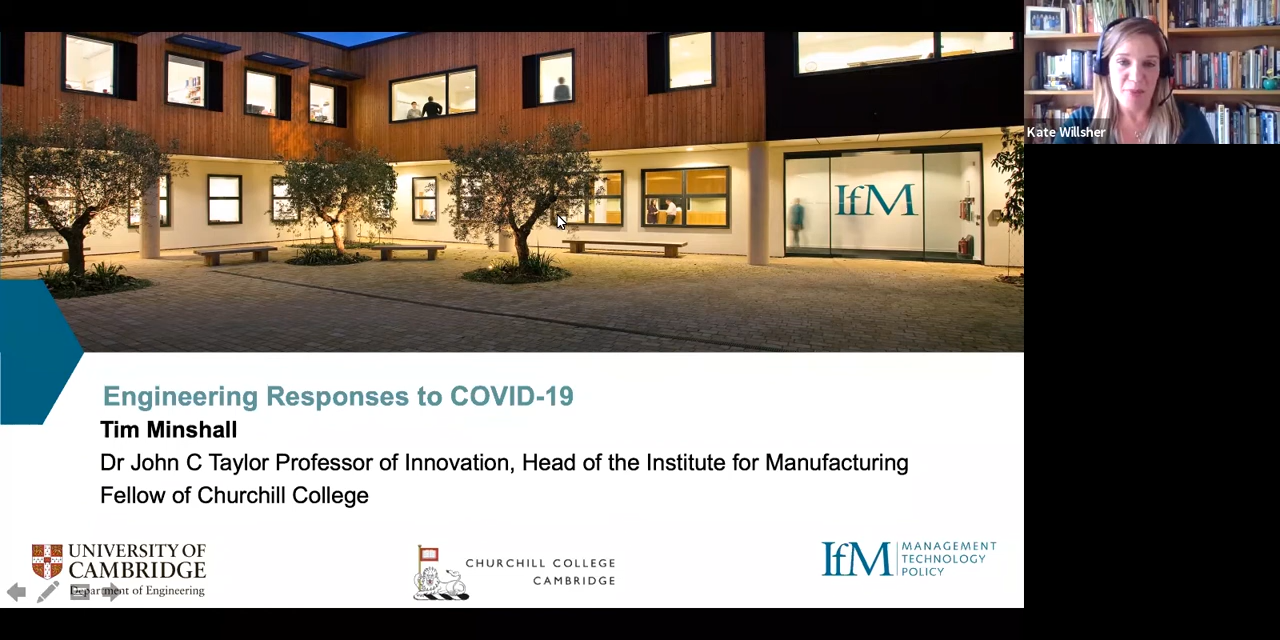 Kate Willsher
IfM
Engineering Responses to COVID-19
Tim Minshall
Dr John C Taylor Professor of Innovation, Head of the Institute for Manufacturing
Fellow of Churchill College
UNIVERSITY OF
CAMBRIDGE
Department of Engineering
CHURCHILL COLLEGE
CAMBRIDGE
IfM
MANAGEMENT
TECHNOLOGY
POLICY